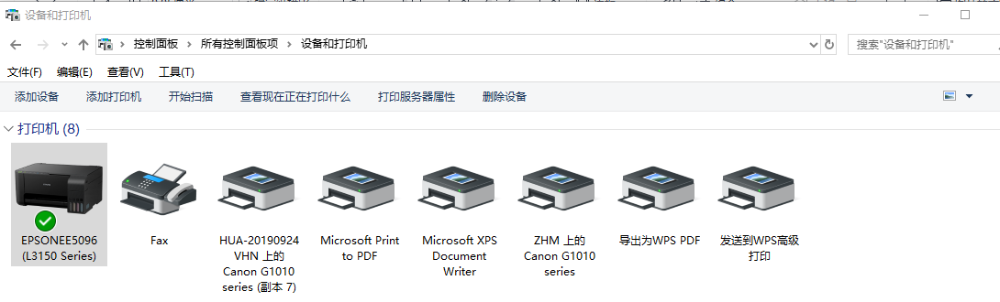 设备和打印机
控制面板 › 所有控制面板项 › 设备和打印机
搜索"设备和打印机"
文件(F) 编辑(E) 查看(V) 工具(T)
添加设备 添加打印机 开始扫描 查看现在正在打印什么 打印服务器属性 删除设备
打印机 (8)
EPSONEE5096
(L3150 Series)
Fax
HUA-20190924
VHN 上的
Canon G1010
series (副本 7)
Microsoft Print
to PDF
Microsoft XPS
Document
Writer
ZHM 上的
Canon G1010
series
导出为WPS PDF
发送到WPS高级
打印